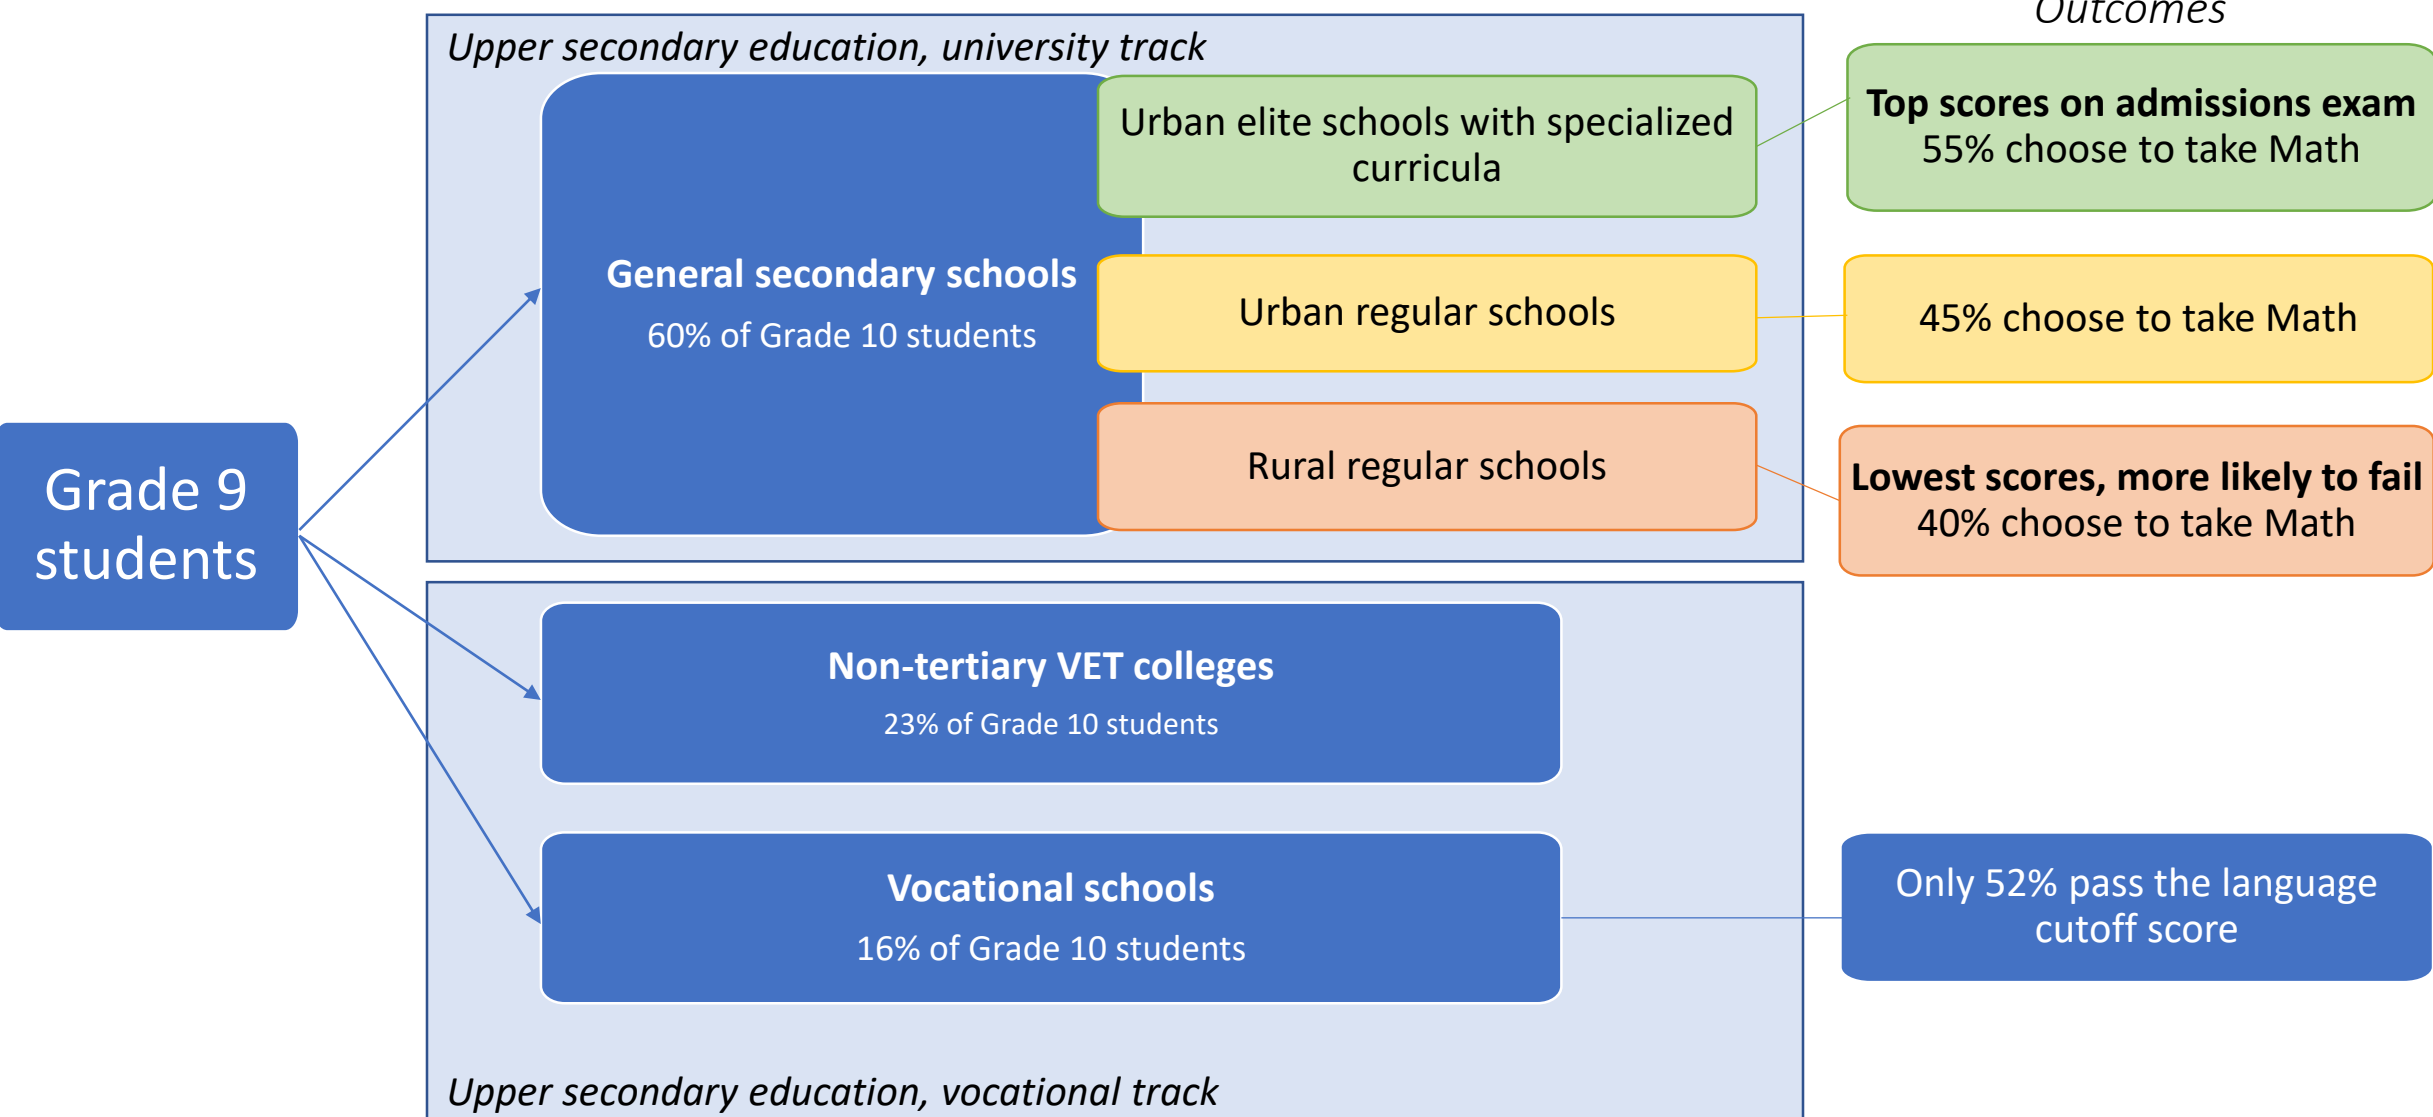 Outcomes
Upper secondary education, university track
Grade 9
students
General secondary schools
60% of Grade 10 students
Urban elite schools with specialized
curricula
Top scores on admissions exam
55% choose to take Math
Urban regular schools
45% choose to take Math
Rural regular schools
Lowest scores, more likely to fail
40% choose to take Math
Non-tertiary VET colleges
23% of Grade 10 students
Vocational schools
16% of Grade 10 students
Only 52% pass the language
cutoff score
Upper secondary education, vocational track